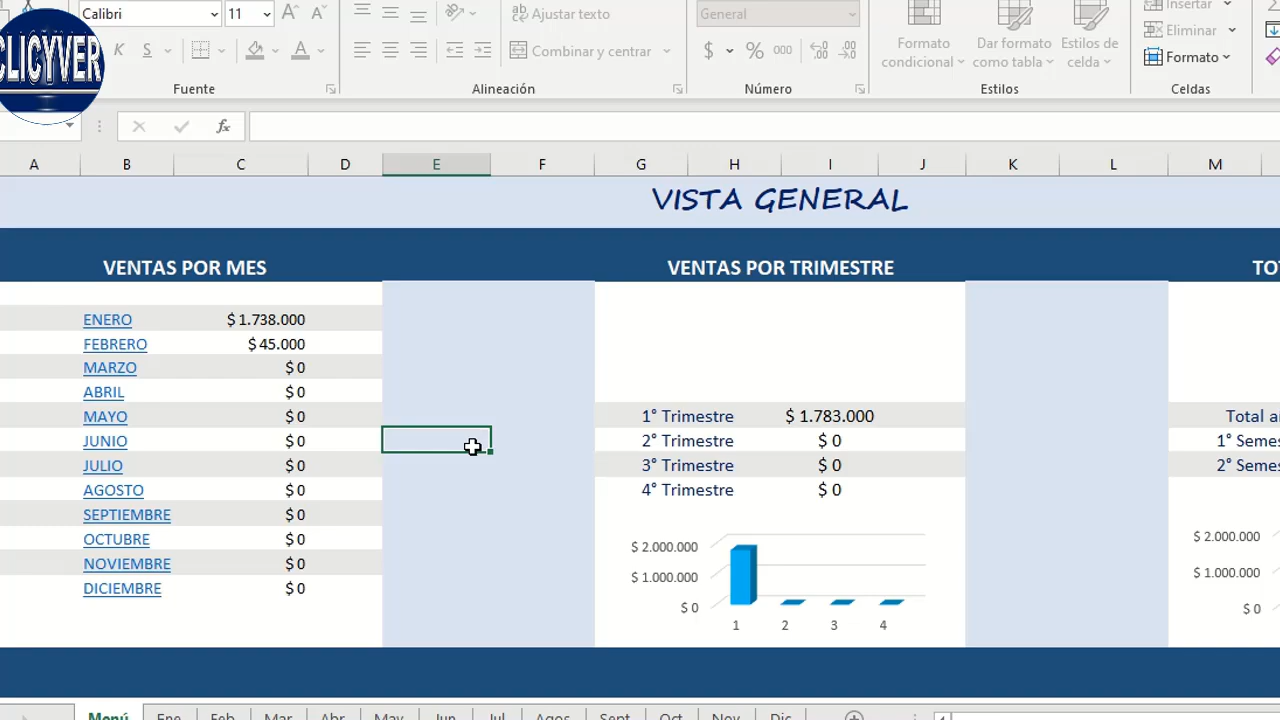 Calibri 11
Ajustar texto
General
Insertar
CLICYVER
K S
Combinar y centrar
$ % 000
Formato condicional
Dar formato como tabla
Estilos de celda
Eliminar
Formato
Fuente
Alineación
Número
Estilos
Celdas
fx
A B C D E F G H I J K L M
VISTA GENERAL
VENTAS POR MES
VENTAS POR TRIMESTRE
ENERO $ 1.738.000
FEBRERO $ 45.000
MARZO $ 0
ABRIL $ 0
MAYO $ 0
JUNIO $ 0
JULIO $ 0
AGOSTO $ 0
SEPTIEMBRE $ 0
OCTUBRE $ 0
NOVIEMBRE $ 0
DICIEMBRE $ 0
1° Trimestre $ 1.783.000
2° Trimestre $ 0
3° Trimestre $ 0
4° Trimestre $ 0
$ 2.000.000
$ 1.000.000
$ 0
1 2 3 4
Total
1°
2°
$ 2.000.000
$ 1.000.000
$ 0
Menú Ene Feb Mar Abr May Jun Jul Agos Sept Oct Nov Dic